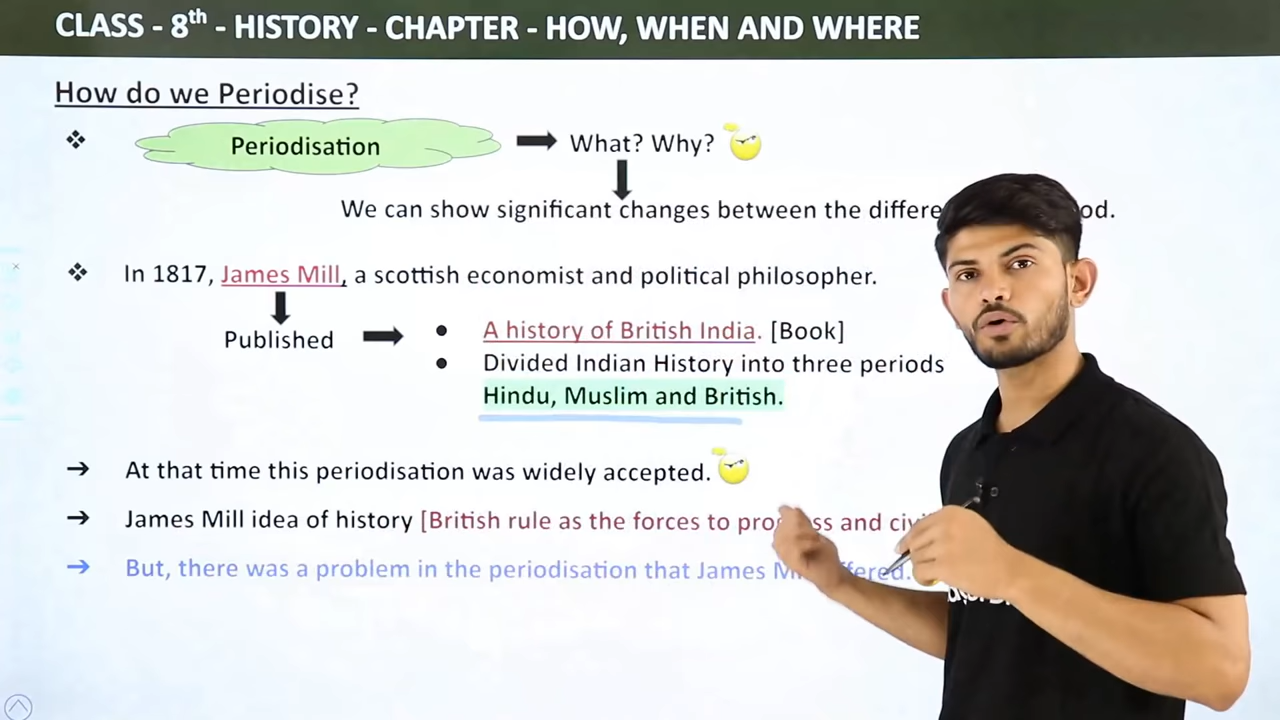 CLASS - 8th - HISTORY - CHAPTER - HOW, WHEN AND WHERE
How do we Periodise?
Periodisation
What? Why?
We can show significant changes between the
In 1817, James Mill, a scottish economist and political philosopher.
Published
A history of British India. [Book]
Divided Indian History into three periods
Hindu, Muslim and British.
At that time this periodisation was widely accepted.
James Mill idea of history [British rule as the forces to progress and
But, there was a problem in the periodisation that James